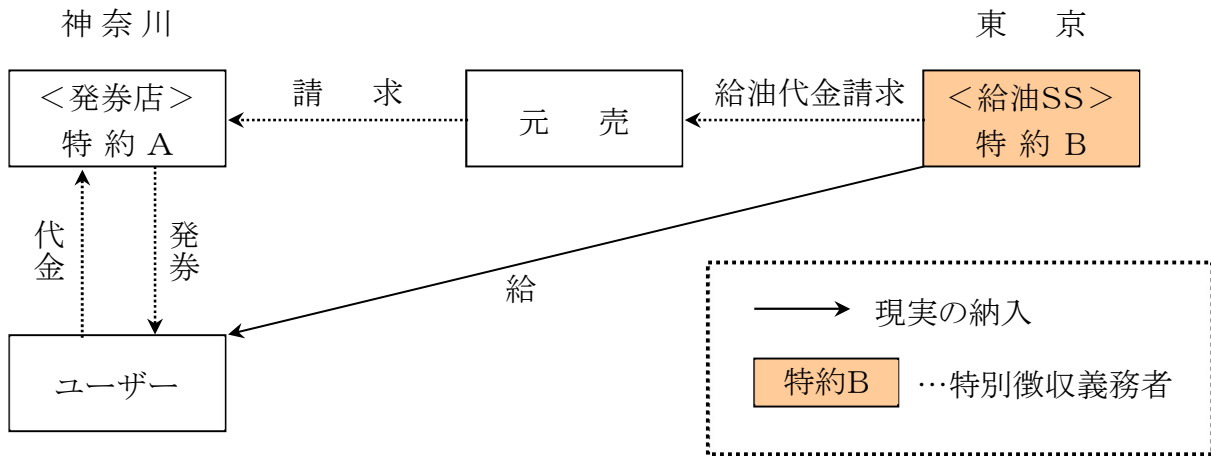 神奈川
東 京
＜発券店＞
特約A
請 求
元 売
給油代金請求
＜給油SS＞
特約B
代金
発券
給
ユーザー
現実の納入
特約B
…特別徴収義務者